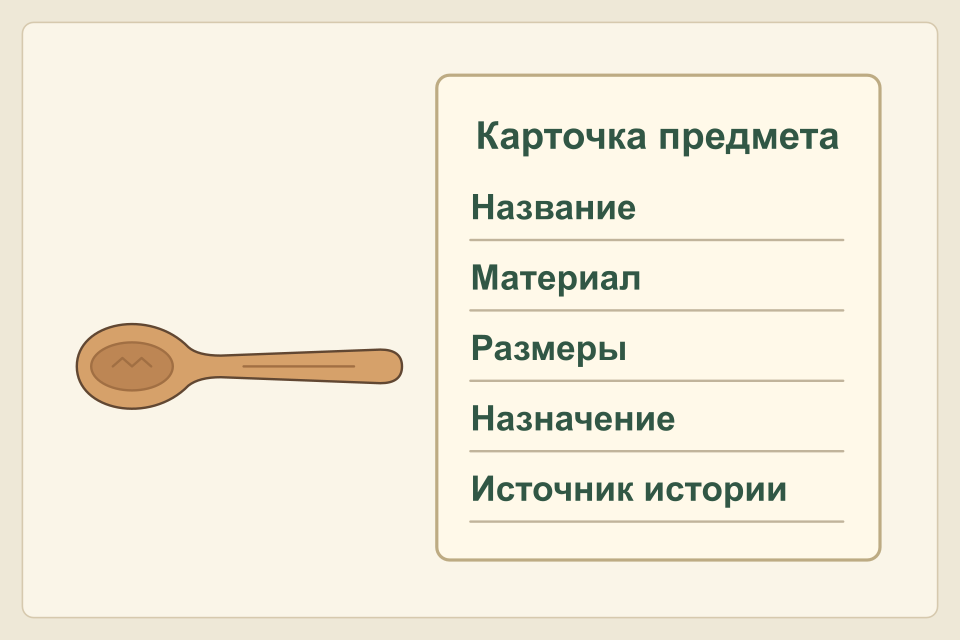 Карточка предмета
Название
Материал
Размеры
Назначение
Источник истории